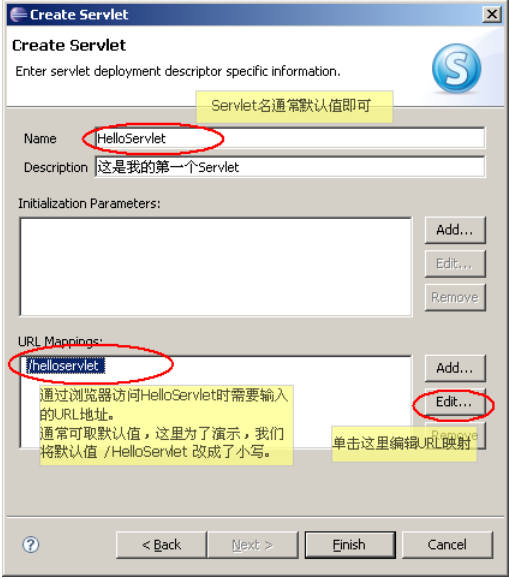 Create Servlet
Create Servlet
Enter servlet deployment descriptor specific information.
Servlet名通常默认值即可
Name HelloServlet
Description 这是我的第一个Servlet
Initialization Parameters:
Add...
Edit...
Remove
URL Mappings:
/helloservlet
Add...
通过浏览器访问HelloServlet时需要输入
的URL地址。
通常可取默认值，这里为了演示，我们
将默认值 /HelloServlet 改成了小写。
Edit...
Remove
单击这里编辑URL映射
< Back
Next >
Finish
Cancel